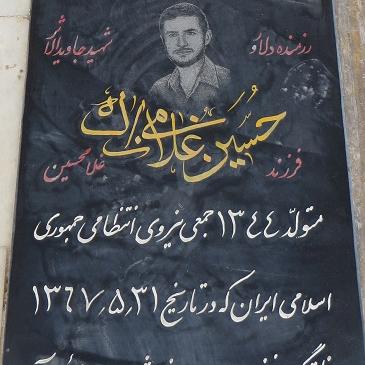 رزمنده دلاور شهید جاویدالاثر
حسین غلامی
فرزند غلامحسین
متولد ۱۳۴۴ جمعی نیروی انتظامی جمهوری
اسلامی ایران که در تاریخ ۱۳۶۷٫۵٫۳۱